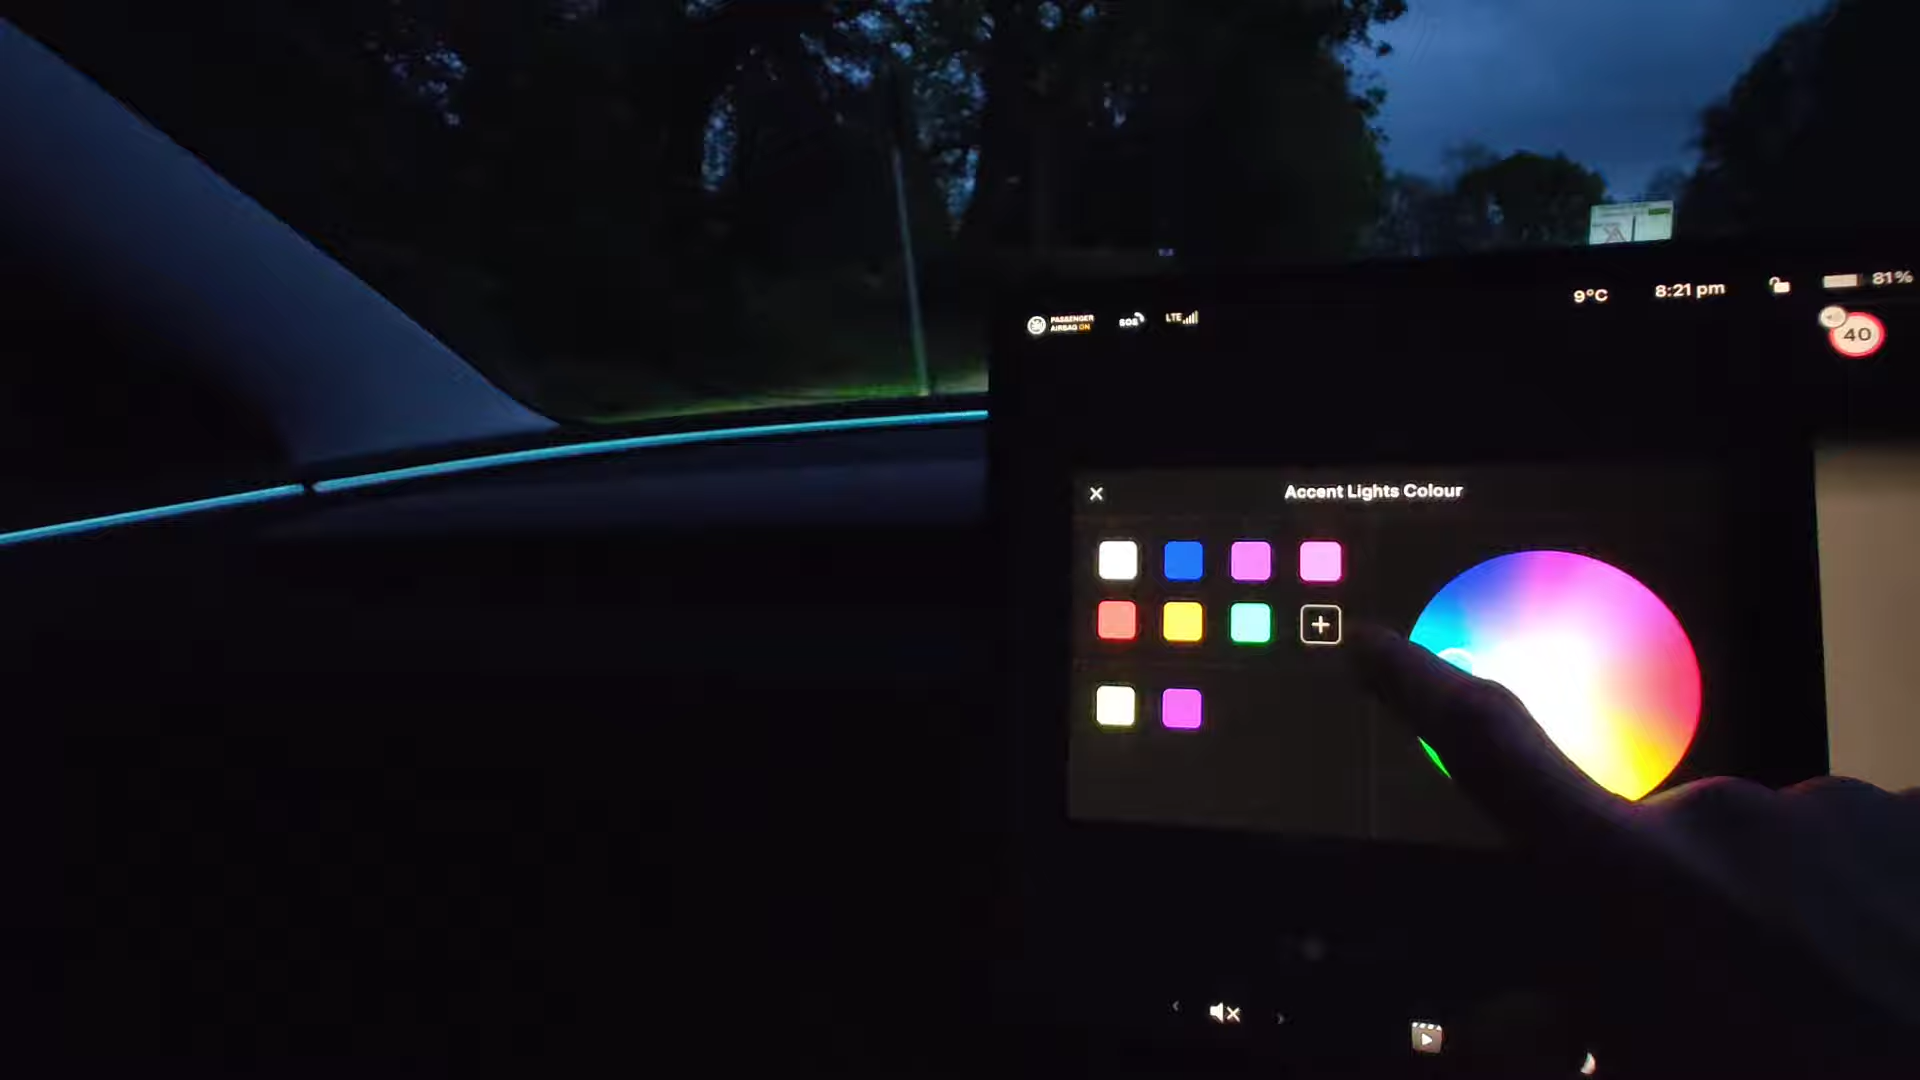 9°C 8:21 pm 81%
PASSENGER
AIRBAG ON
SOS
LTE
40
Accent Lights Colour